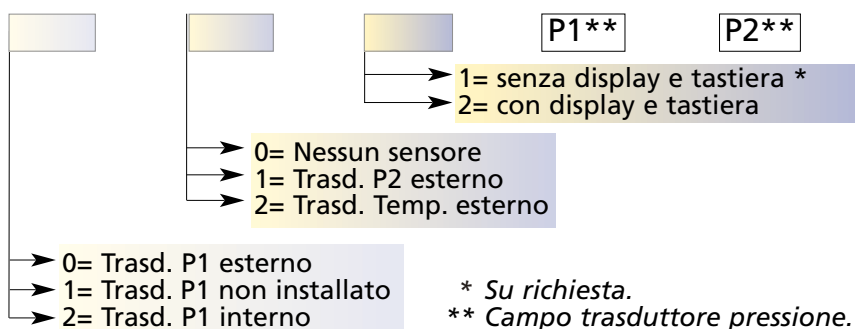 P1** P2**
1= senza display e tastiera *
2= con display e tastiera
0= Nessun sensore
1= Trasd. P2 esterno
2= Trasd. Temp. esterno
0= Trasd. P1 esterno
1= Trasd. P1 non installato
2= Trasd. P1 interno
* Su richiesta.
** Campo trasduttore pressione.